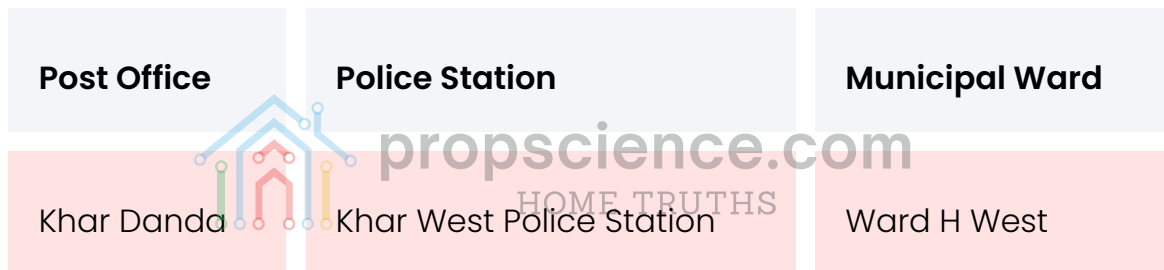 Post Office Police Station Municipal Ward
propscience.com
HOME TRUTHS
Khar Danda Khar West Police Station Ward H West